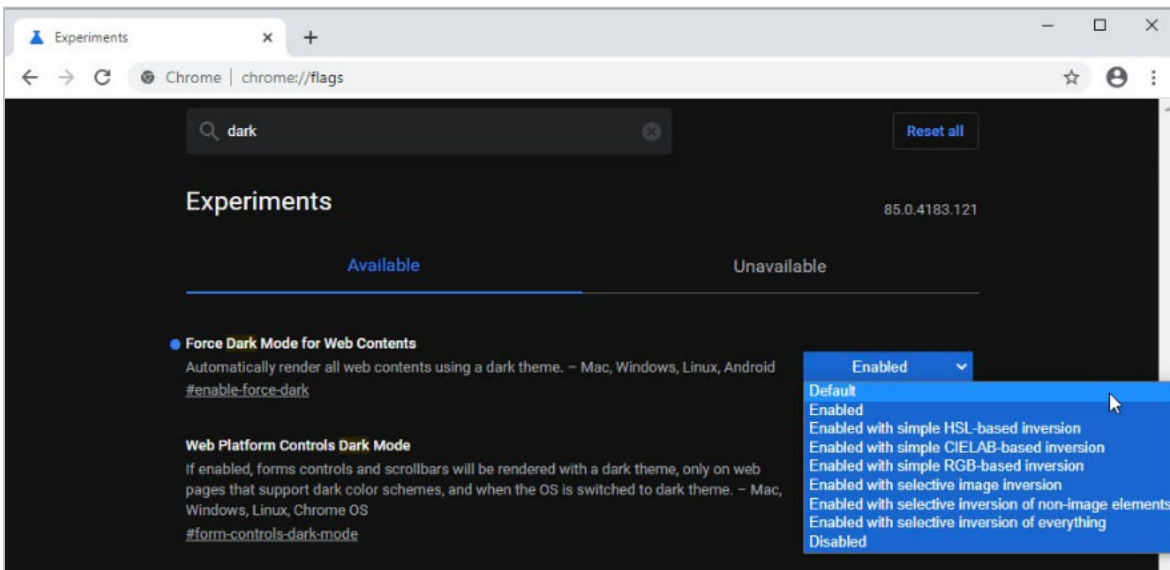 Experiments
Chrome | chrome://flags
dark
Reset all
Experiments
85.0.4183.121
Available
Unavailable
Force Dark Mode for Web Contents
Automatically render all web contents using a dark theme. – Mac, Windows, Linux, Android
#enable-force-dark
Enabled
Default
Enabled
Enabled with simple HSL-based inversion
Enabled with simple CIELAB-based inversion
Enabled with simple RGB-based inversion
Enabled with selective image inversion
Enabled with selective inversion of non-image elements
Enabled with selective inversion of everything
Disabled
Web Platform Controls Dark Mode
If enabled, forms controls and scrollbars will be rendered with a dark theme, only on web
pages that support dark color schemes, and when the OS is switched to dark theme. – Mac,
Windows, Linux, Chrome OS
#form-controls-dark-mode